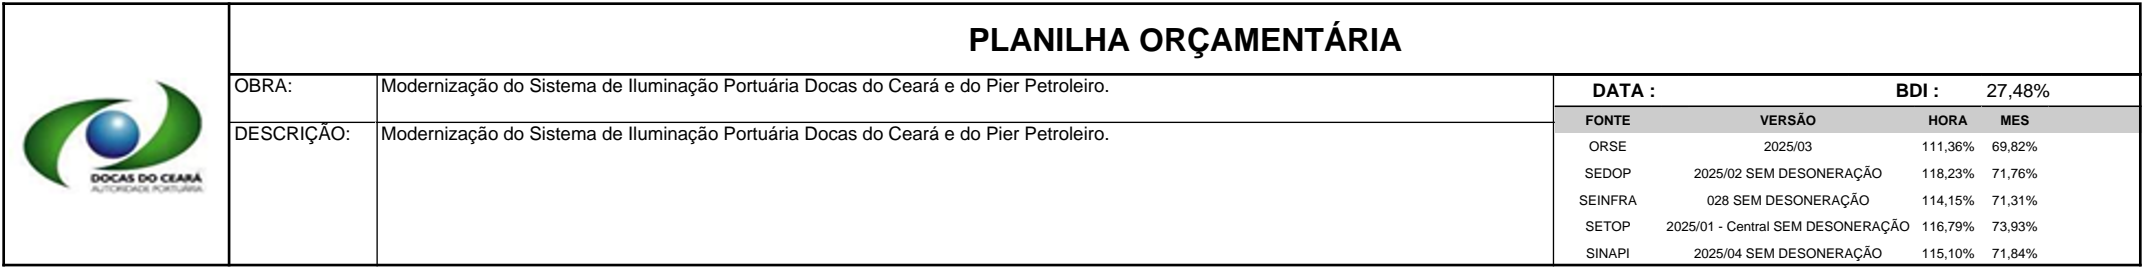 PLANILHA ORÇAMENTÁRIA
OBRA: Modernização do Sistema de Iluminação Portuária Docas do Ceará e do Pier Petroleiro.
DESCRIÇÃO: Modernização do Sistema de Iluminação Portuária Docas do Ceará e do Pier Petroleiro.
DOCAS DO CEARÁ
AUTORIDADE PORTUÁRIA
DATA : BDI : 27,48%
FONTE VERSÃO HORA MES
ORSE 2025/03 111,36% 69,82%
SEDOP 2025/02 SEM DESONERAÇÃO 118,23% 71,76%
SEINFRA 028 SEM DESONERAÇÃO 114,15% 71,31%
SETOP 2025/01 - Central SEM DESONERAÇÃO 116,79% 73,93%
SINAPI 2025/04 SEM DESONERAÇÃO 115,10% 71,84%